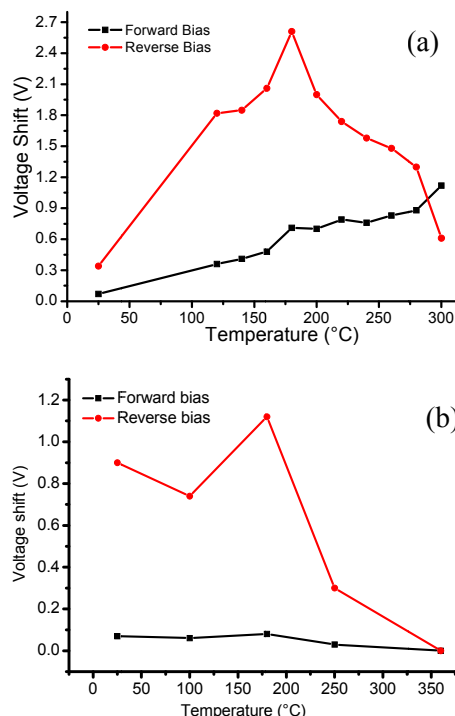 Forward Bias
Reverse Bias
(a)
Voltage Shift (V)
2.7
2.4
2.1
1.8
1.5
1.2
0.9
0.6
0.3
0.0
0 50 100 150 200 250 300
Temperature (°C)
Forward bias
Reverse bias
(b)
Voltage shift (V)
1.2
1.0
0.8
0.6
0.4
0.2
0.0
0 50 100 150 200 250 300 350
Temperature (°C)